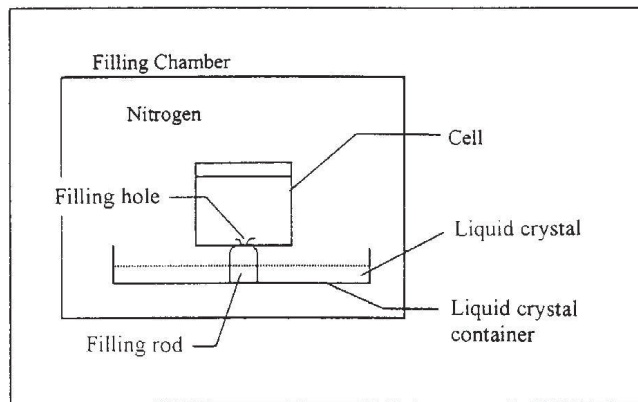 Filling Chamber
Nitrogen
Cell
Filling hole
Liquid crystal
Liquid crystal
container
Filling rod